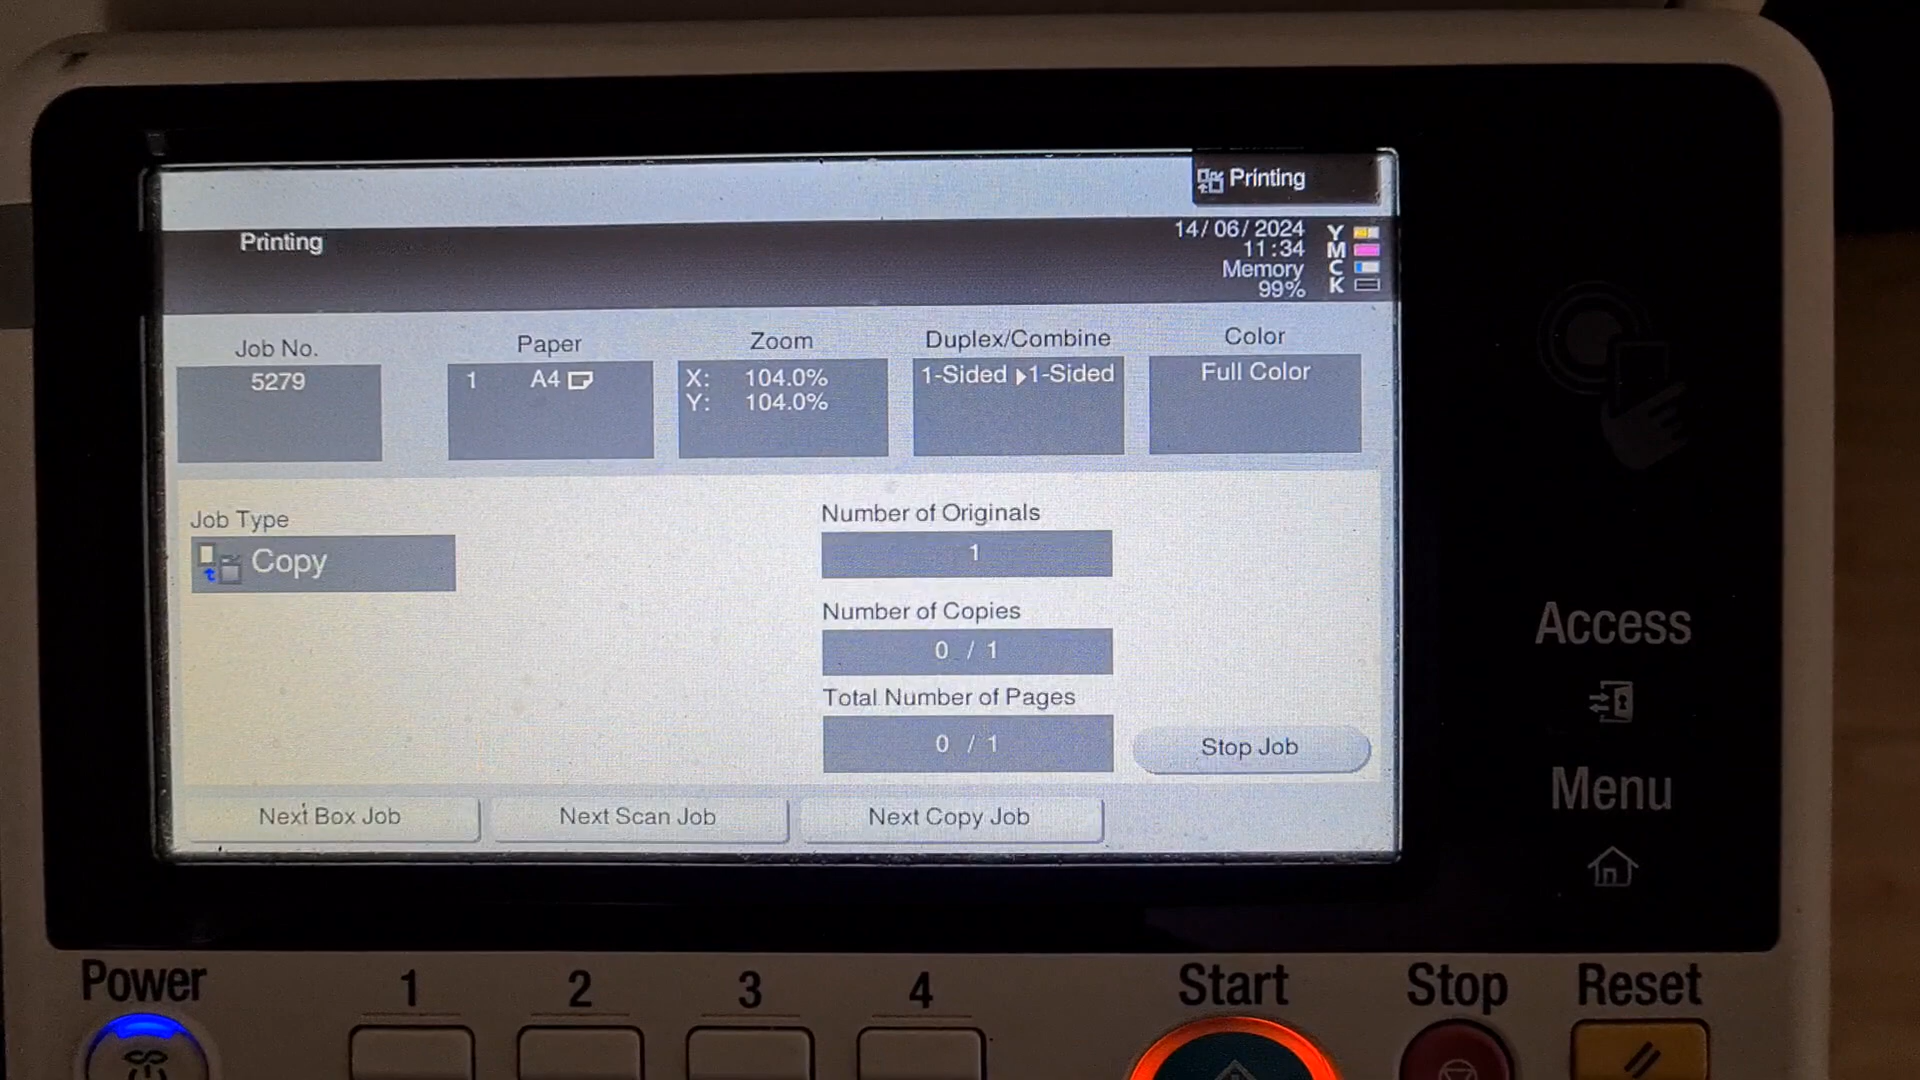 Printing
Printing
14/06/2024
11:34
Memory
99%
Y
M
C
K
Job No.
5279
Paper
1 A4
Zoom
X: 104.0%
Y: 104.0%
Duplex/Combine
1-Sided ▶1-Sided
Color
Full Color
Job Type
Copy
Number of Originals
1
Number of Copies
0 / 1
Total Number of Pages
0 / 1
Stop Job
Next Box Job
Next Scan Job
Next Copy Job
Access
Menu
Power
1
2
3
4
Start
Stop
Reset